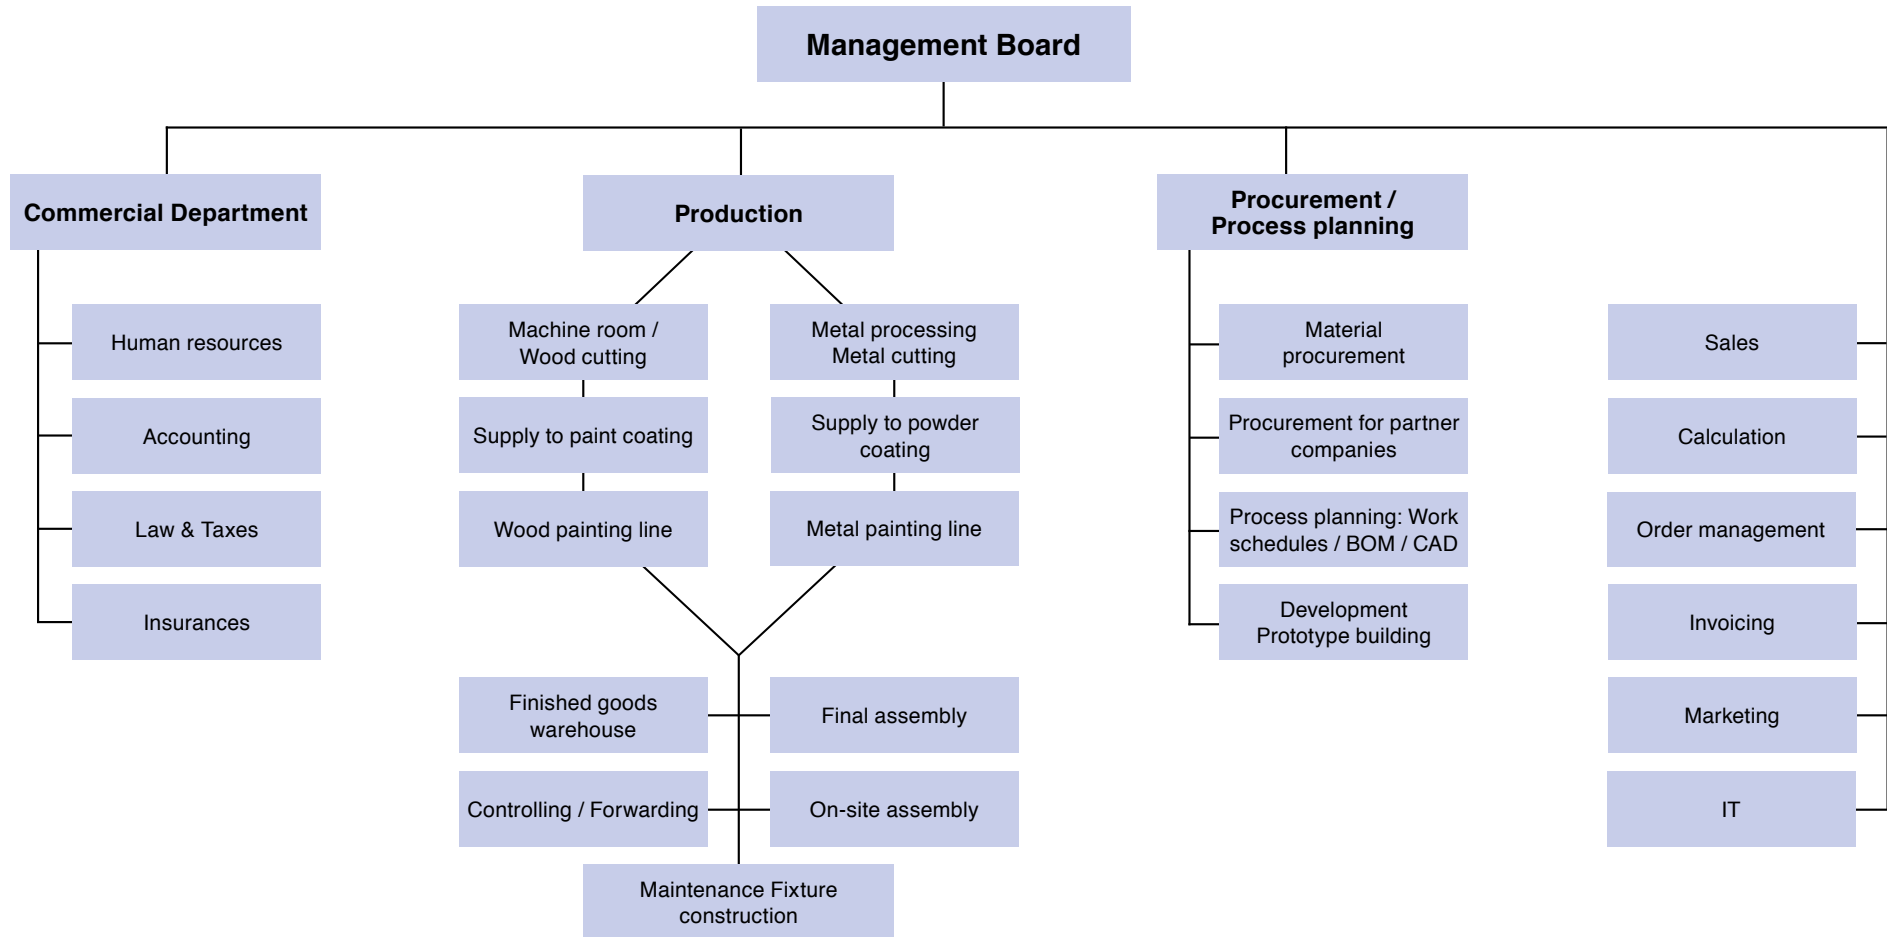 Management Board
Commercial Department
Human resources
Accounting
Law & Taxes
Insurances
Production
Machine room /
Wood cutting
Supply to paint coating
Wood painting line
Metal processing
Metal cutting
Supply to powder
coating
Metal painting line
Finished goods
warehouse
Final assembly
Controlling / Forwarding
On-site assembly
Maintenance Fixture
construction
Procurement /
Process planning
Material
procurement
Procurement for partner
companies
Process planning: Work
schedules / BOM / CAD
Development
Prototype building
Sales
Calculation
Order management
Invoicing
Marketing
IT